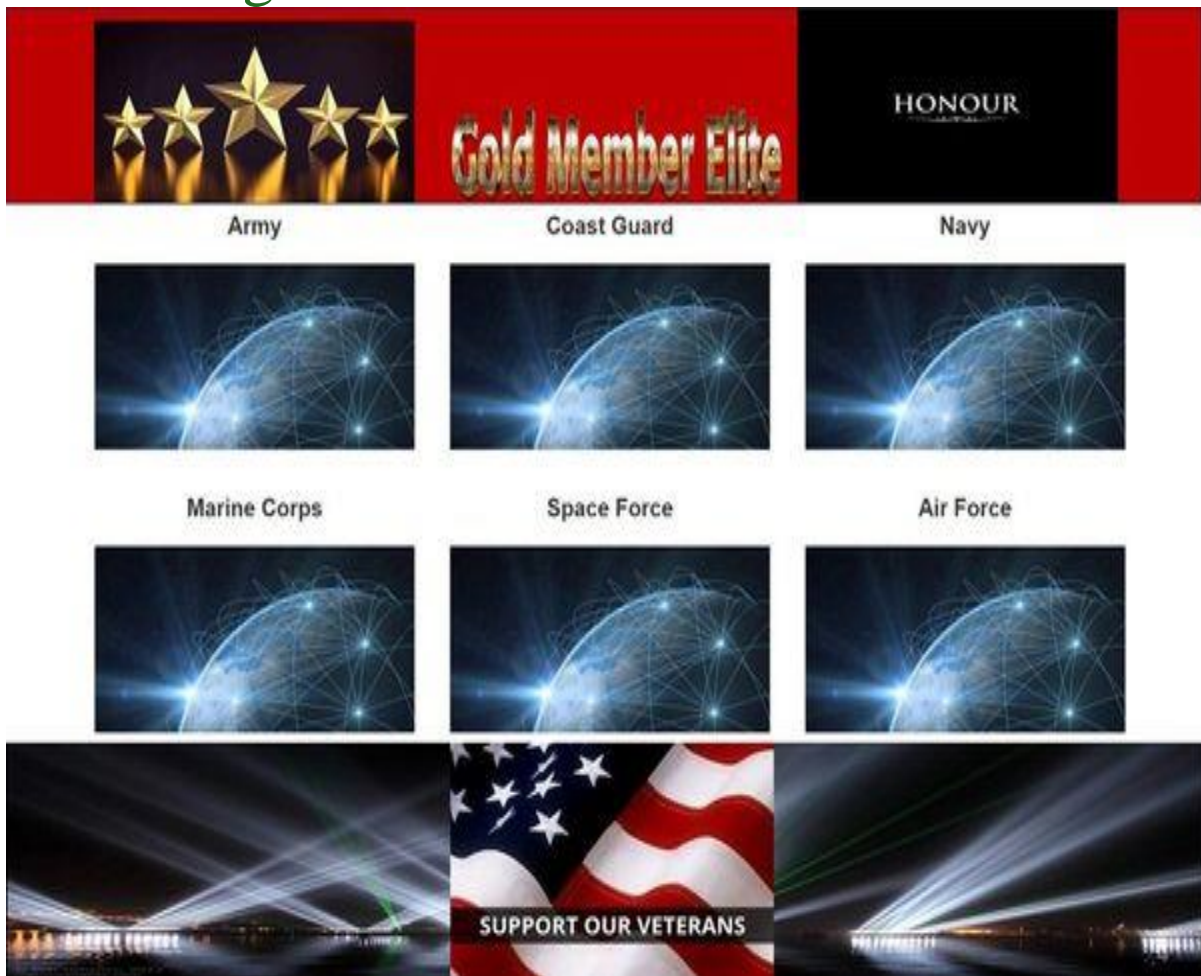 Gold Member Elite
HONOUR
Army
Coast Guard
Navy
Marine Corps
Space Force
Air Force
SUPPORT OUR VETERANS